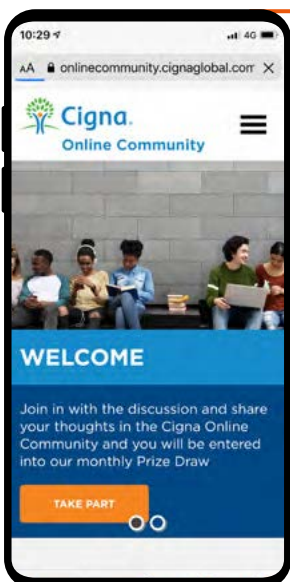 10:29
4G
AA onlinecommunity.cignaglobal.com X
Cigna.
Online Community
WELCOME
Join in with the discussion and share
your thoughts in the Cigna Online
Community and you will be entered
into our monthly Prize Draw
TAKE PART